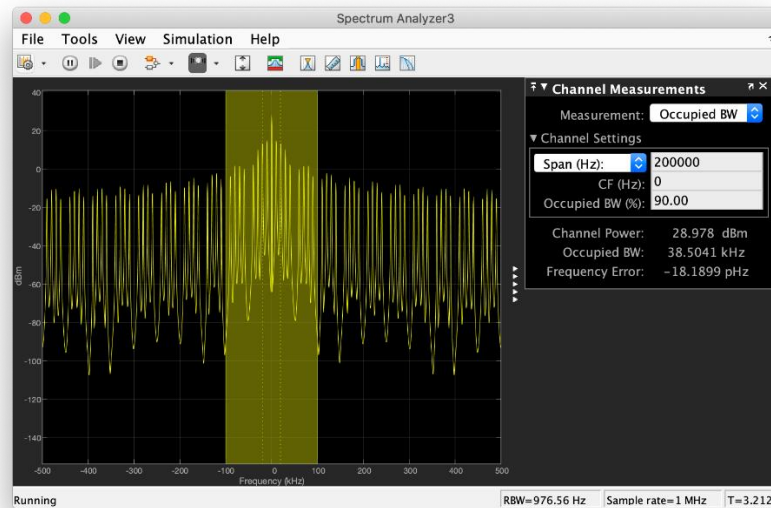 Spectrum Analyzer3
File Tools View Simulation Help
40
20
0
-20
-40
-60
-80
-100
-120
-140
dBm
-500 -400 -300 -200 -100 0 100 200 300 400 500
Frequency (kHz)
Channel Measurements
Measurement: Occupied BW
Channel Settings
Span (Hz): 200000
CF (Hz): 0
Occupied BW (%): 90.00
Channel Power: 28.978 dBm
Occupied BW: 38.5041 kHz
Frequency Error: -18.1899 pHz
Running RBW=976.56 Hz Sample rate=1 MHz T=3.212